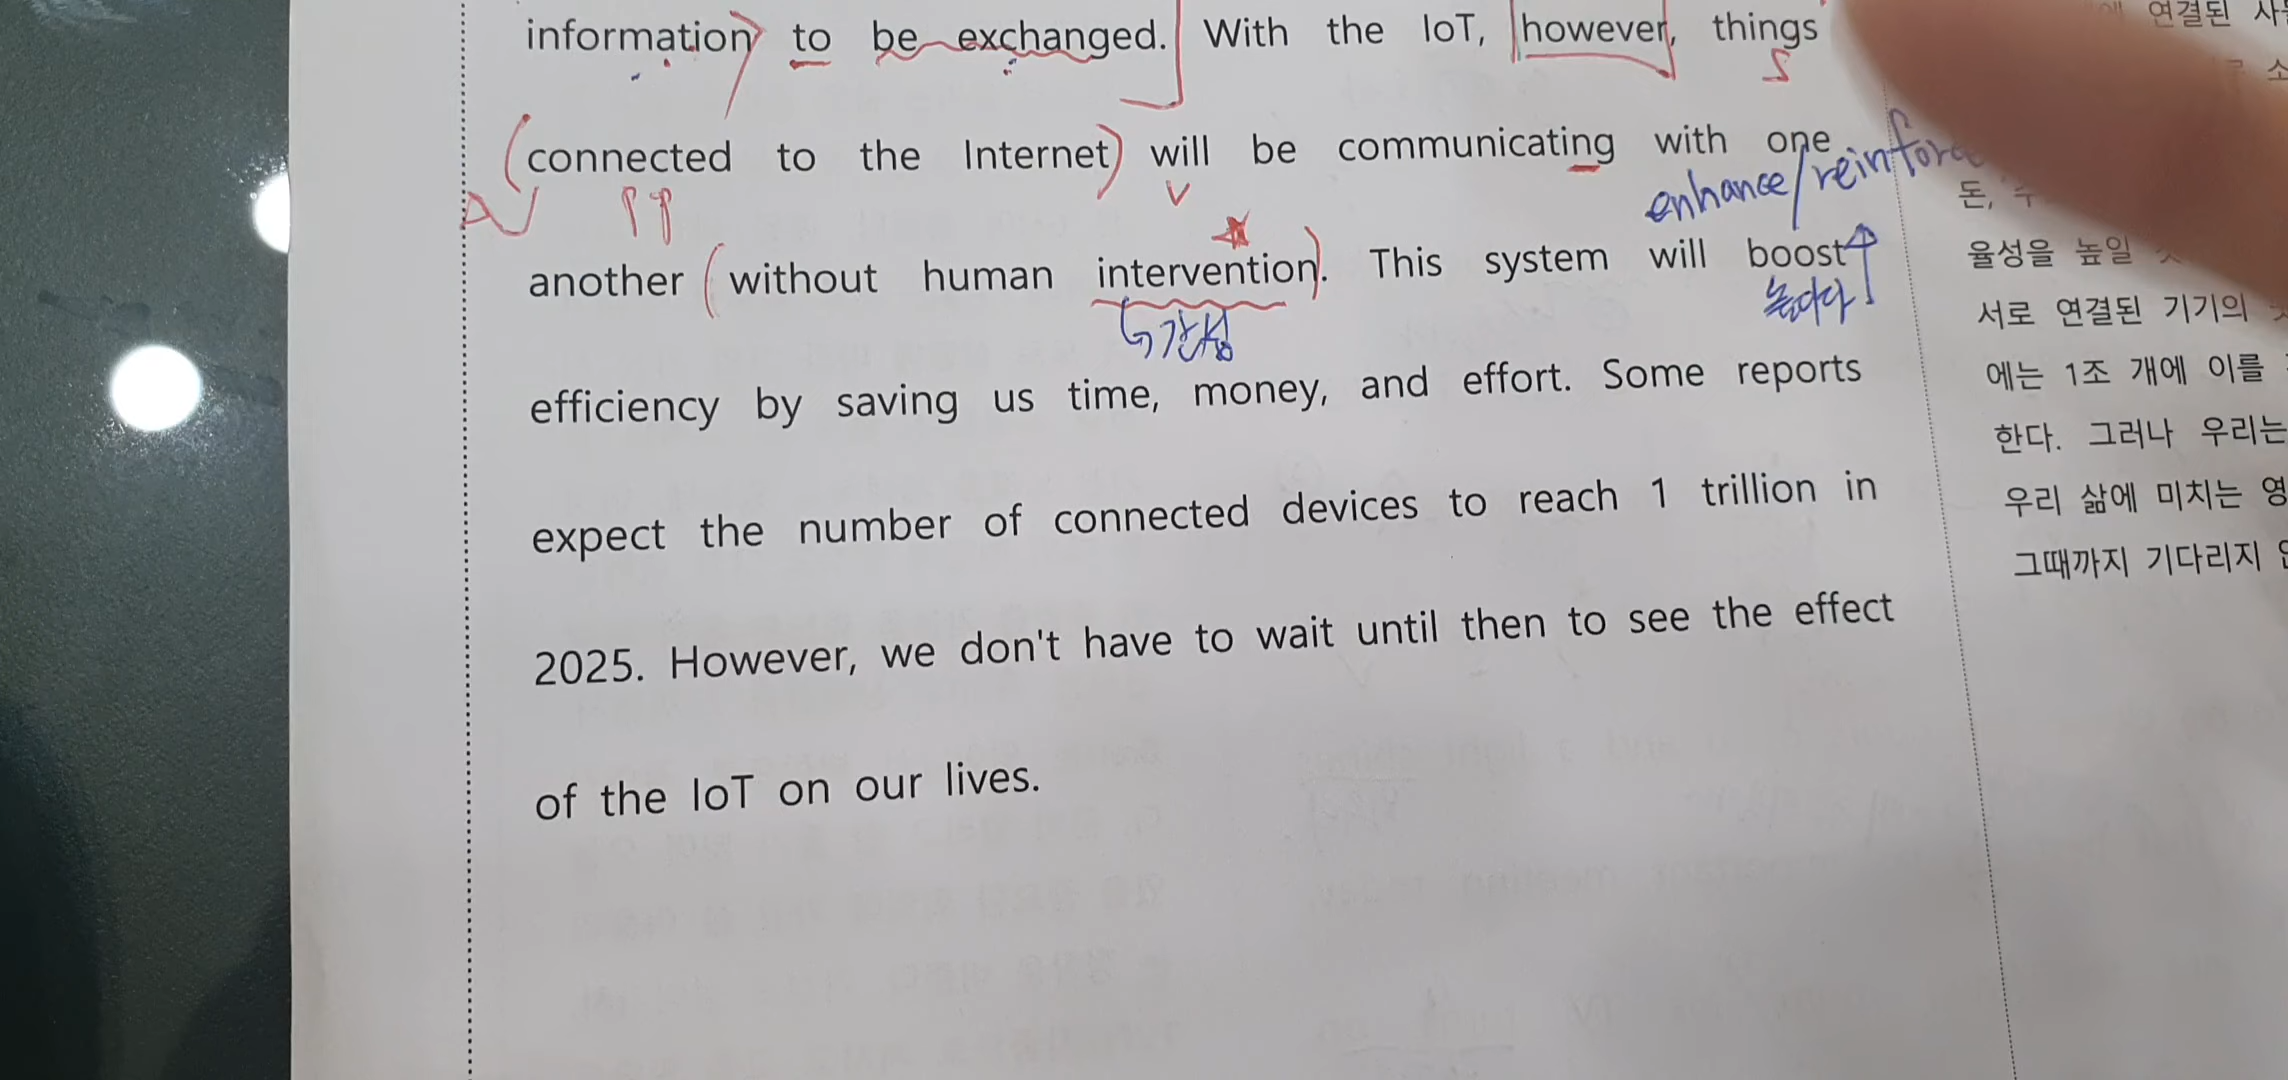 information to be exchanged. With the IoT, however, things
S
connected to the Internet) will be communicating with one
enhance/reinfor
PP
V
another (without human intervention). This system will boost
높이다
간섭
efficiency by saving us time, money, and effort. Some reports
expect the number of connected devices to reach 1 trillion in
2025. However, we don't have to wait until then to see the effect
of the IoT on our lives.
연결된
돈,
율성을 높일
서로 연결된 기기의
에는 1조 개에 이를
한다. 그러나 우리는
우리 삶에 미치는 영
그때까지 기다리지